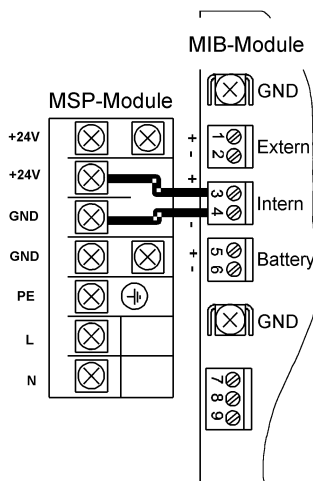 MIB-Module
GND
MSP-Module
+24V
+
-
1
2
Extern
+24V
+
-
3
4
Intern
GND
GND
+
-
5
6
Battery
PE
GND
L
N
7
8
9